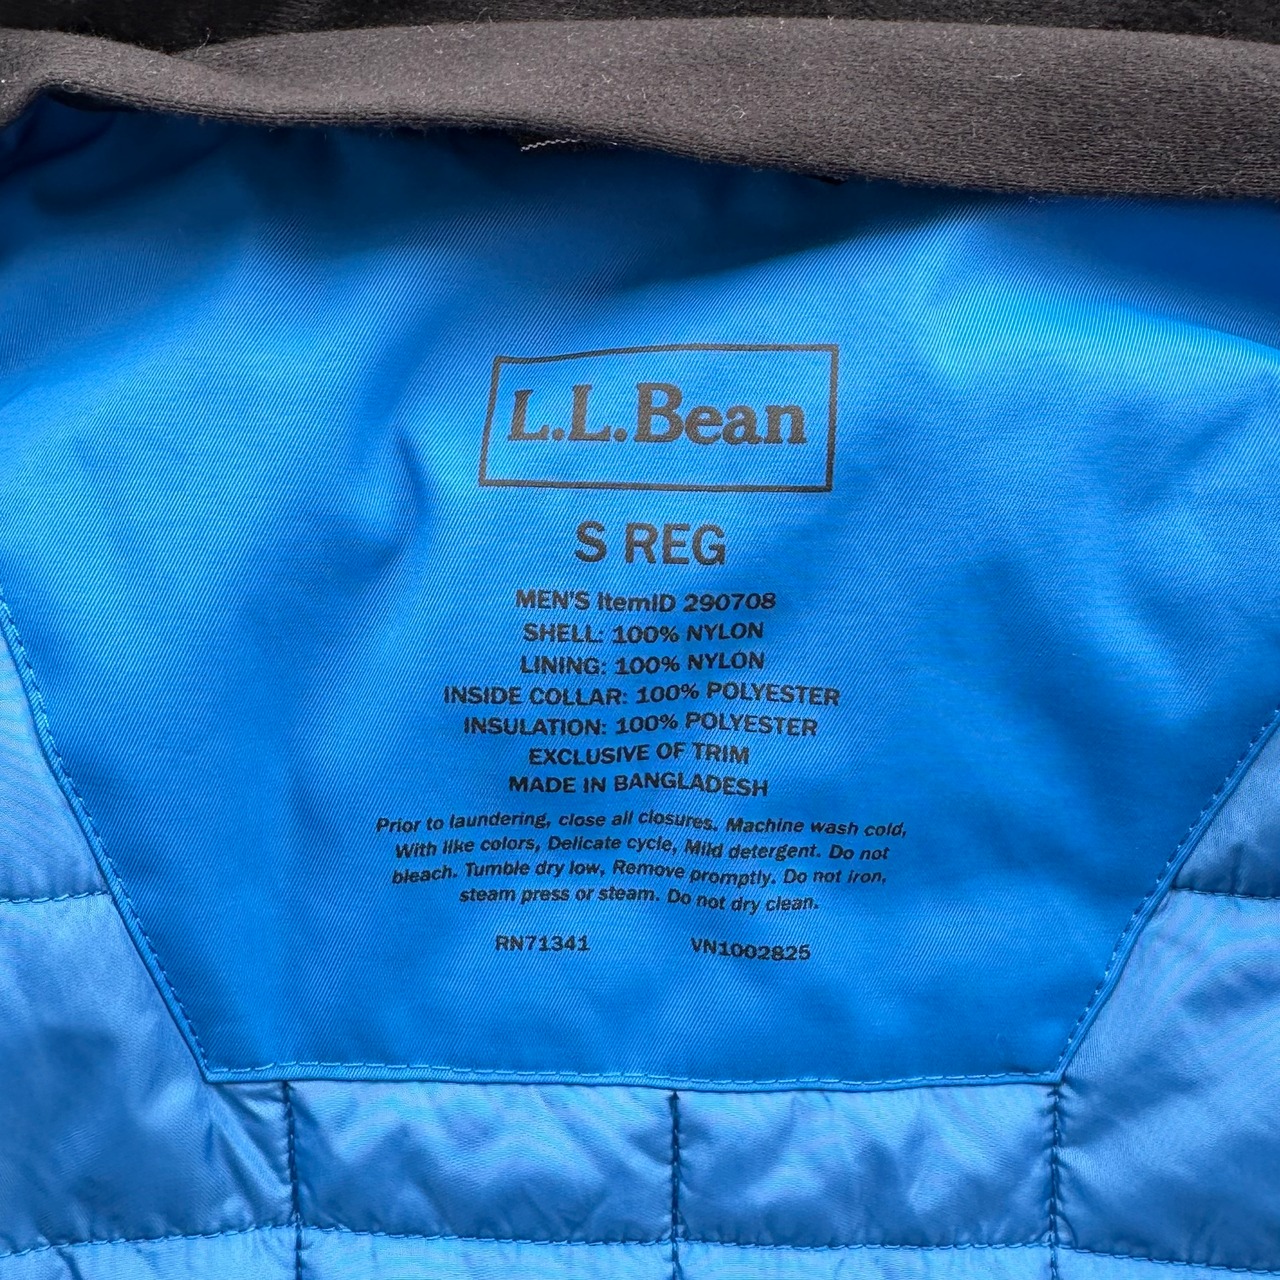 L.L.Bean
S REG
MEN'S ItemID 290708
SHELL: 100% NYLON
LINING: 100% NYLON
INSIDE COLLAR: 100% POLYESTER
INSULATION: 100% POLYESTER
EXCLUSIVE OF TRIM
MADE IN BANGLADESH
Prior to laundering, close all closures. Machine wash cold,
With like colors, Delicate cycle, Mild detergent. Do not
bleach. Tumble dry low, Remove promptly. Do not iron,
steam press or steam. Do not dry clean.
RN71341 VN1002825